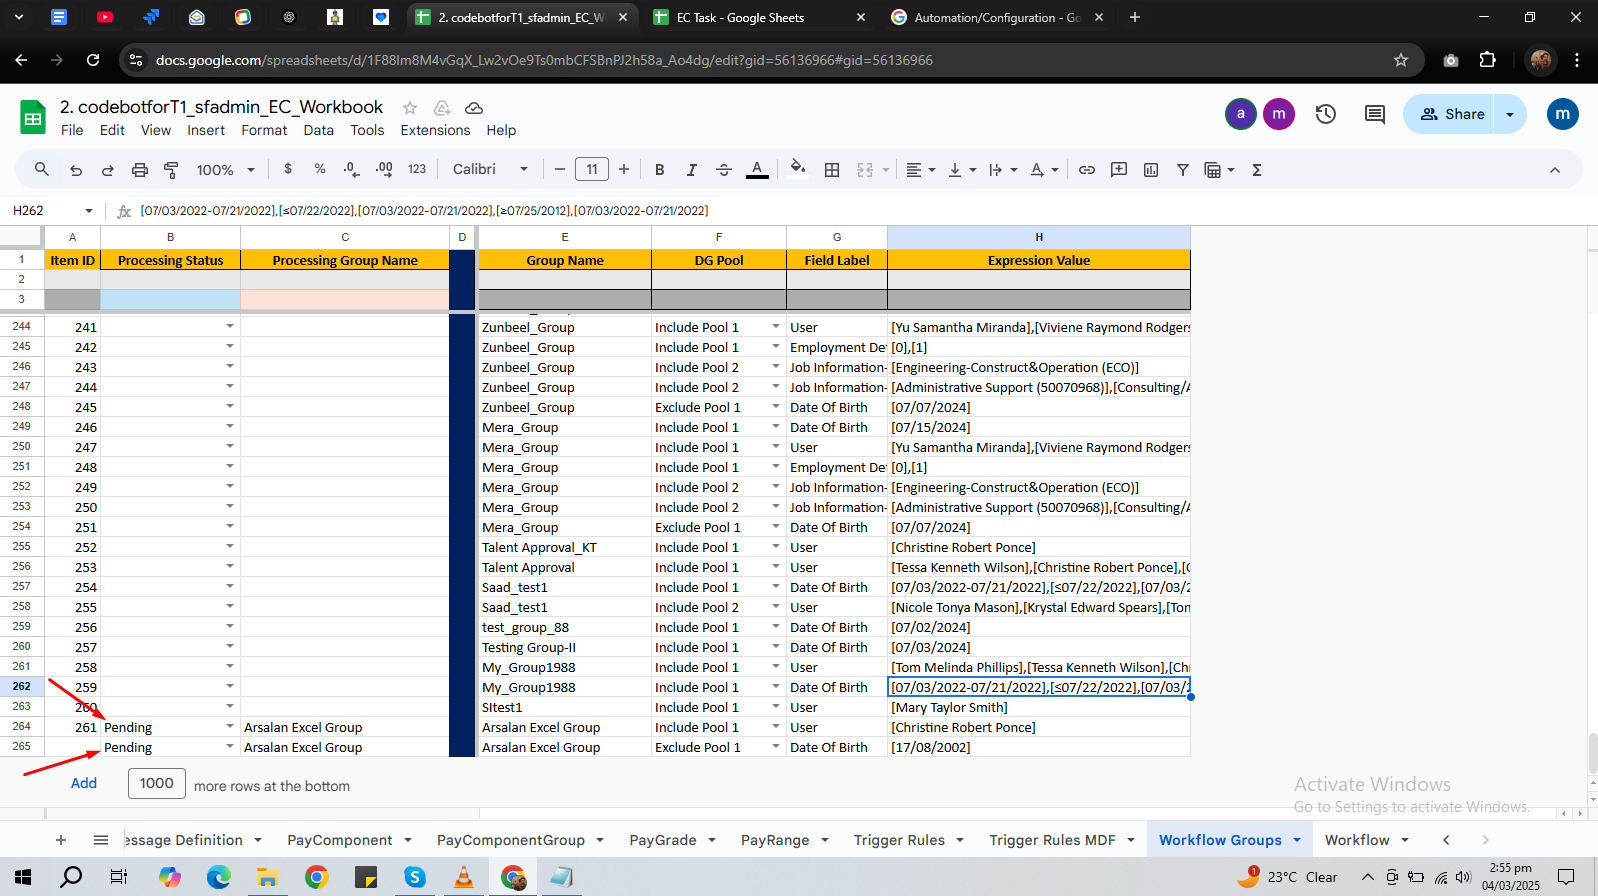 2. codebotforT1_sfadmin_EC_W
EC Task - Google Sheets
Automation/Configuration - Go
docs.google.com/spreadsheets/d/1F88Im8M4vGqX_Lw2vOe9Ts0mbCFSBnPJ2h58a_Ao4dg/edit?gid=56136966#gid=56136966
2. codebotforT1_sfadmin_EC_Workbook
File Edit View Insert Format Data Tools Extensions Help
a m Share m
100% $ % .0 .00 123 Calibri 11 B I A
H262 fx [07/03/2022-07/21/2022],[≤07/22/2022],[07/03/2022-07/21/2022],[≥07/25/2012],[07/03/2022-07/21/2022]
A B C D E F G H
1 Item ID Processing Status Processing Group Name Group Name DG Pool Field Label Expression Value
2
3
244 241 Zunbeel_Group Include Pool 1 User [Yu Samantha Miranda],[Viviene Raymond Rodgers
245 242 Zunbeel_Group Include Pool 1 Employment De [0],[1]
246 243 Zunbeel_Group Include Pool 2 Job Information- [Engineering-Construct&Operation (ECO)]
247 244 Zunbeel_Group Include Pool 2 Job Information- [Administrative Support (50070968)],[Consulting/A
248 245 Zunbeel_Group Exclude Pool 1 Date Of Birth [07/07/2024]
249 246 Mera_Group Include Pool 1 Date Of Birth [07/15/2024]
250 247 Mera_Group Include Pool 1 User [Yu Samantha Miranda],[Viviene Raymond Rodgers
251 248 Mera_Group Include Pool 1 Employment De [0],[1]
252 249 Mera_Group Include Pool 2 Job Information- [Engineering-Construct&Operation (ECO)]
253 250 Mera_Group Include Pool 2 Job Information- [Administrative Support (50070968)],[Consulting/A
254 251 Mera_Group Exclude Pool 1 Date Of Birth [07/07/2024]
255 252 Talent Approval_KT Include Pool 1 User [Christine Robert Ponce]
256 253 Talent Approval Include Pool 1 User [Tessa Kenneth Wilson],[Christine Robert Ponce],[C
257 254 Saad_test1 Include Pool 1 Date Of Birth [07/03/2022-07/21/2022],[≤07/22/2022],[07/03/2
258 255 Saad_test1 Include Pool 2 User [Nicole Tonya Mason],[Krystal Edward Spears],[Ton
259 256 test_group_88 Include Pool 1 Date Of Birth [07/02/2024]
260 257 Testing Group-II Include Pool 1 Date Of Birth [07/03/2024]
261 258 My_Group1988 Include Pool 1 User [Tom Melinda Phillips],[Tessa Kenneth Wilson],[Chr
262 259 My_Group1988 Include Pool 1 Date Of Birth [07/03/2022-07/21/2022],[≤07/22/2022],[07/03/2
263 260 SItest1 Include Pool 1 User [Mary Taylor Smith]
264 261 Pending Arsalan Excel Group Arsalan Excel Group Include Pool 1 User [Christine Robert Ponce]
265 Pending Arsalan Excel Group Arsalan Excel Group Exclude Pool 1 Date Of Birth [17/08/2002]
Add 1000 more rows at the bottom
Activate Windows
Go to Settings to activate Windows.
essage Definition PayComponent PayComponentGroup PayGrade PayRange Trigger Rules Trigger Rules MDF Workflow Groups Workflow
1 23°C Clear 2:55 pm
04/03/2025